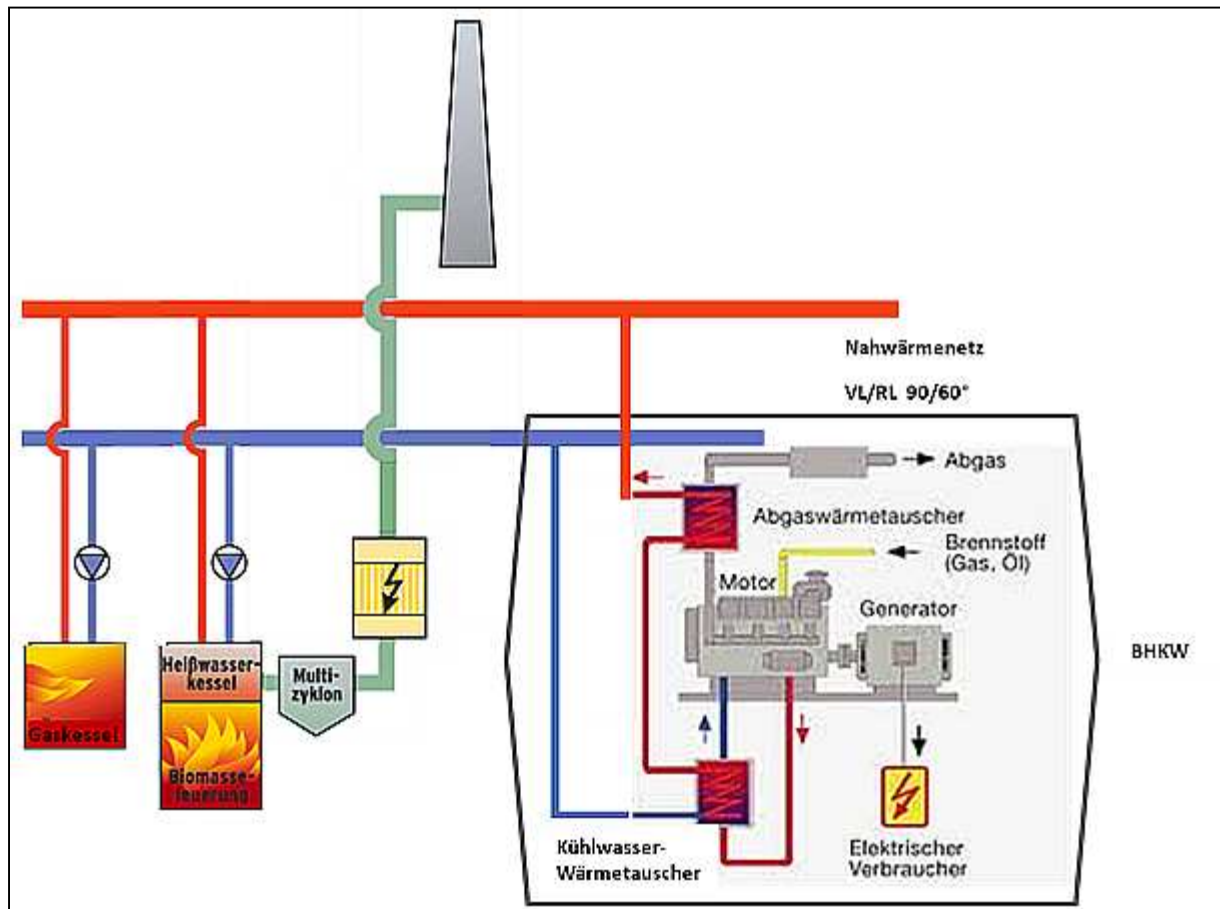 Nahwärmenetz
VL/RL 90/60°
Abgas
Abgaswärmetauscher
Brennstoff
(Gas, Öl)
Motor
Generator
BHKW
Heißwasser-
kessel
Multi-
zyklon
Gaskessel
Biomasse-
feuerung
Kühlwasser-
Wärmetauscher
Elektrischer
Verbraucher